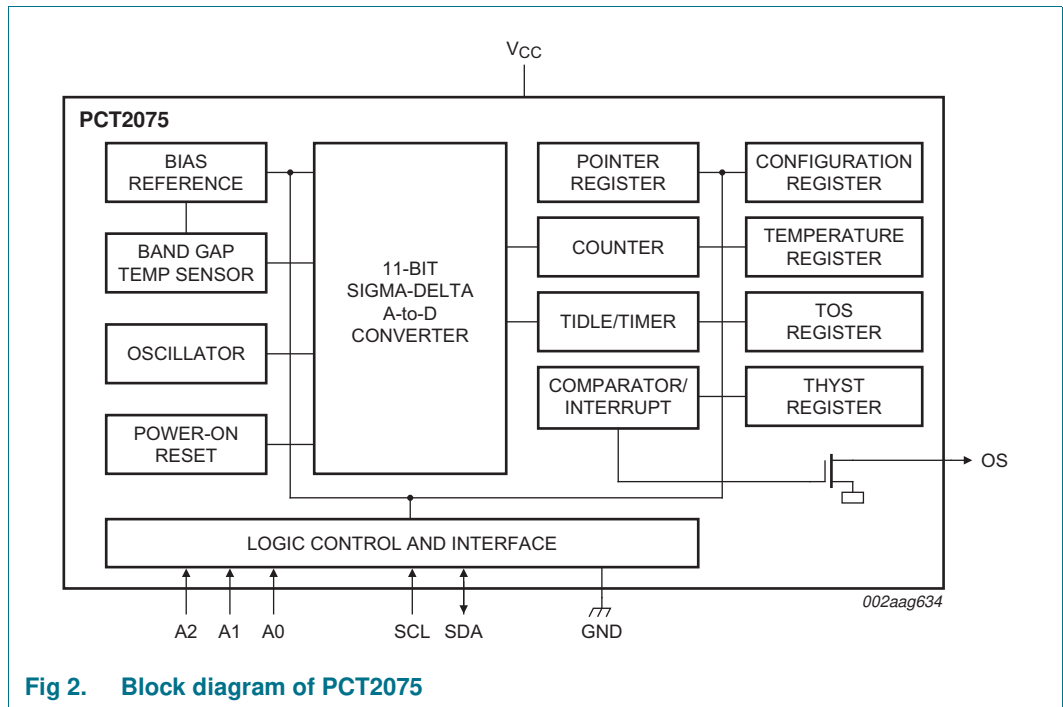 VCC
PCT2075
BIAS
REFERENCE
BAND GAP
TEMP SENSOR
OSCILLATOR
POWER-ON
RESET
11-BIT
SIGMA-DELTA
A-to-D
CONVERTER
POINTER
REGISTER
COUNTER
TIDLE/TIMER
COMPARATOR/
INTERRUPT
CONFIGURATION
REGISTER
TEMPERATURE
REGISTER
TOS
REGISTER
THYST
REGISTER
OS
LOGIC CONTROL AND INTERFACE
002aag634
A2 A1 A0 SCL SDA GND
Fig 2. Block diagram of PCT2075